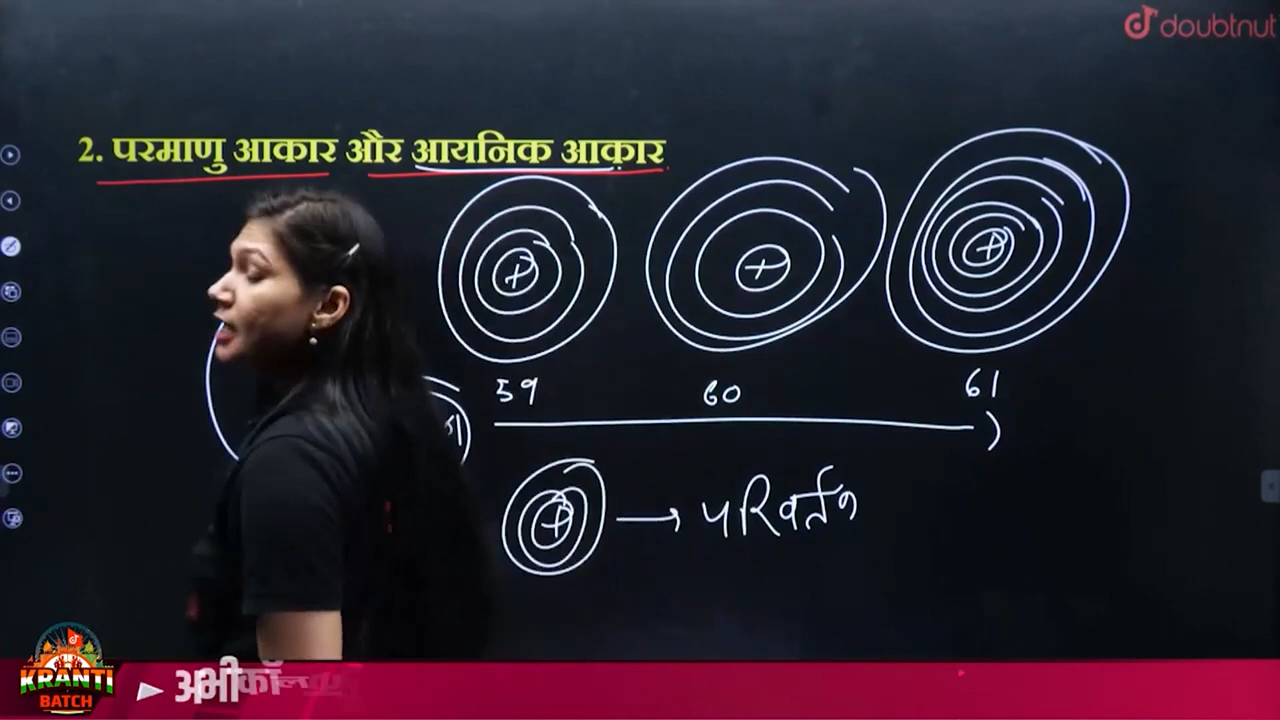 doubtnut
2. परमाणु आकार और आयनिक आकार
59 60 61
परिवर्तन
KRANTI
BATCH
अभी कॉल